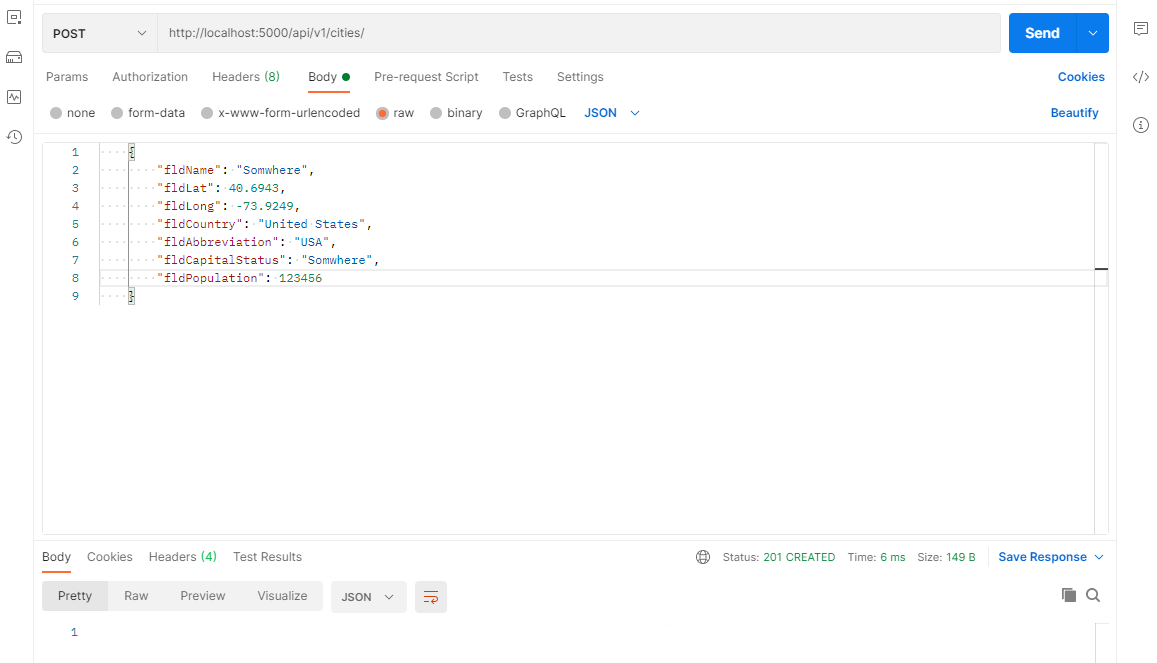 POST http://localhost:5000/api/v1/cities/ Send
Params Authorization Headers (8) Body Pre-request Script Tests Settings Cookies
none form-data x-www-form-urlencoded raw binary GraphQL JSON Beautify
1 {
2 "fldName": "Somwhere",
3 "fldLat": 40.6943,
4 "fldLong": -73.9249,
5 "fldCountry": "United States",
6 "fldAbbreviation": "USA",
7 "fldCapitalStatus": "Somwhere",
8 "fldPopulation": 123456
9 }
Body Cookies Headers (4) Test Results Status: 201 CREATED Time: 6 ms Size: 149 B Save Response
Pretty Raw Preview Visualize JSON
1